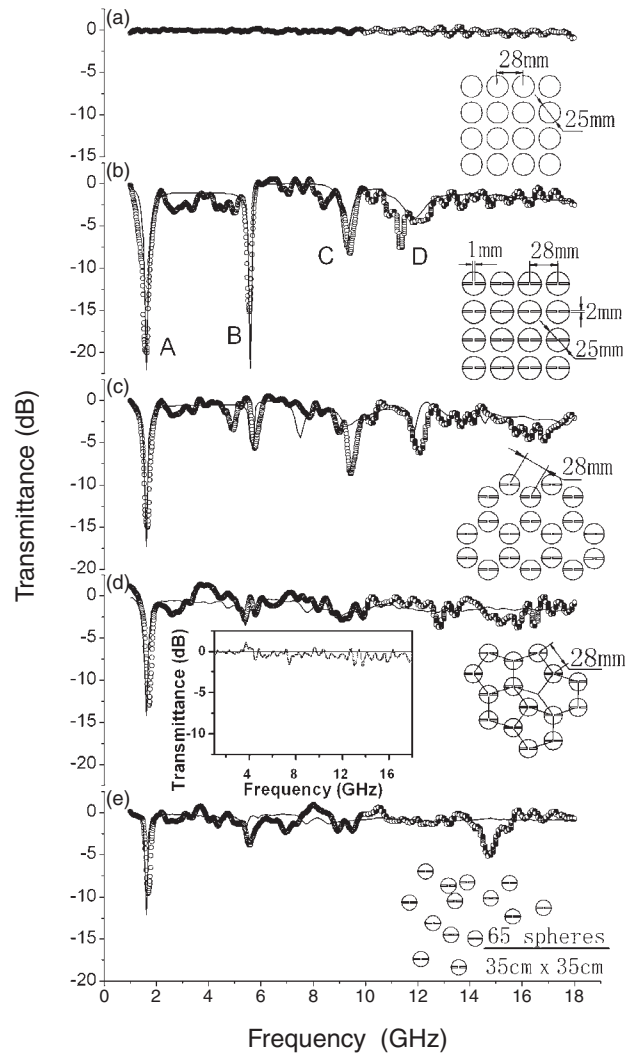 (a)
0
-5
-10
-15
28mm
25mm
(b)
0
-5
-10
-15
-20
A
B
C
D
1mm
28mm
2mm
25mm
(c)
0
-5
-10
-15
-20
28mm
(d)
0
-5
-10
-15
-20
28mm
Transmittance (dB)
0
-5
-10
4
8
12
16
Frequency (GHz)
(e)
0
-5
-10
-15
-20
65 spheres
35cm x 35cm
0 2 4 6 8 10 12 14 16 18
Frequency (GHz)
Transmittance (dB)